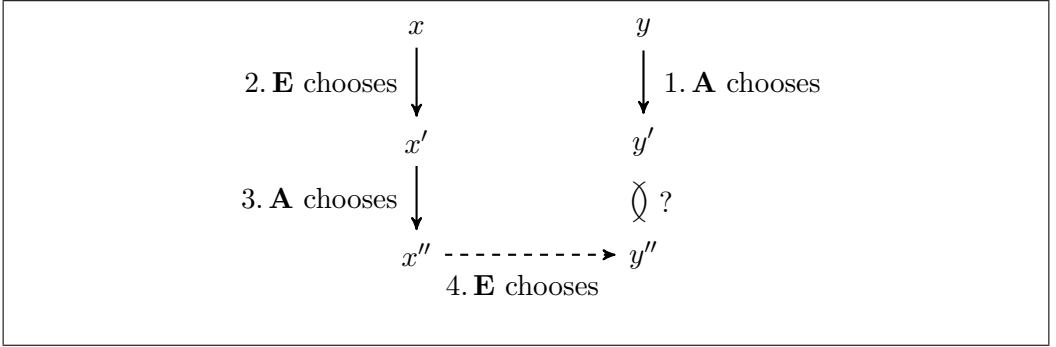 x y
2. E chooses 1. A chooses
x′ y′
3. A chooses ≬ ?
x″ y″
4. E chooses